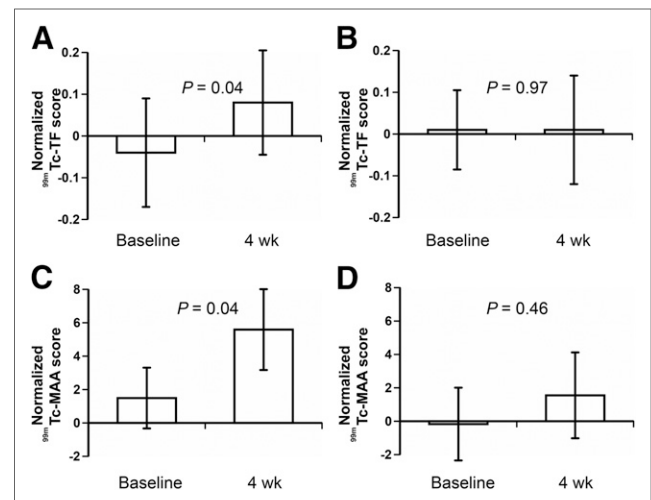 A
Normalized
99mTc-TF score
0.2
0.1
0
-0.1
-0.2
P = 0.04
Baseline 4 wk
B
Normalized
99mTc-TF score
0.2
0.1
0
-0.1
-0.2
P = 0.97
Baseline 4 wk
C
Normalized
99mTc-MAA score
8
6
4
2
0
-2
P = 0.04
Baseline 4 wk
D
Normalized
99mTc-MAA score
8
6
4
2
0
-2
P = 0.46
Baseline 4 wk